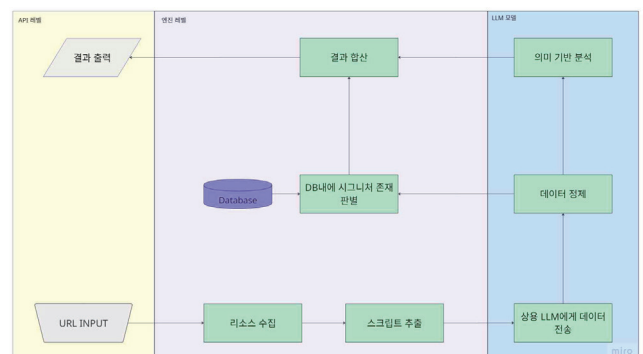 API 레벨
엔진 레벨
LLM 모델
결과 출력
결과 합산
의미 기반 분석
Database
DB내에 시그니처 존재
판별
데이터 정제
URL INPUT
리소스 수집
스크립트 추출
상용 LLM에게 데이터
전송
miro